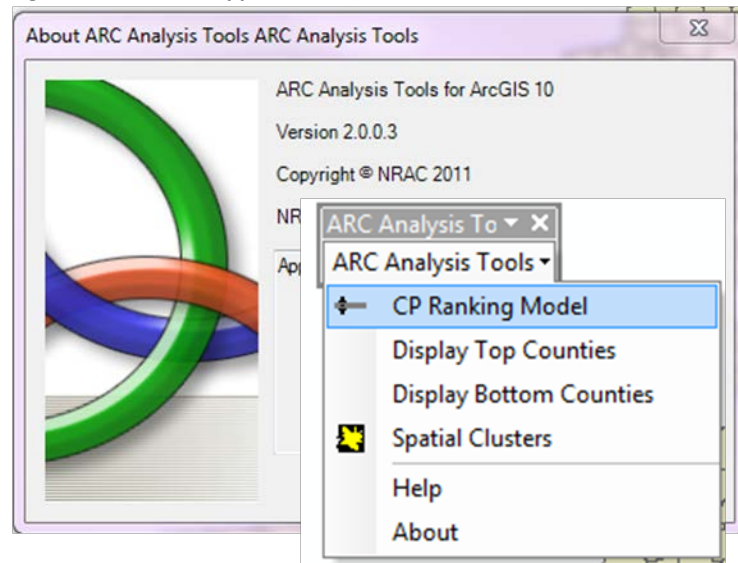 About ARC Analysis Tools ARC Analysis Tools
ARC Analysis Tools for ArcGIS 10
Version 2.0.0.3
Copyright © NRAC 2011
NR
Ap
ARC Analysis To
ARC Analysis Tools
CP Ranking Model
Display Top Counties
Display Bottom Counties
Spatial Clusters
Help
About